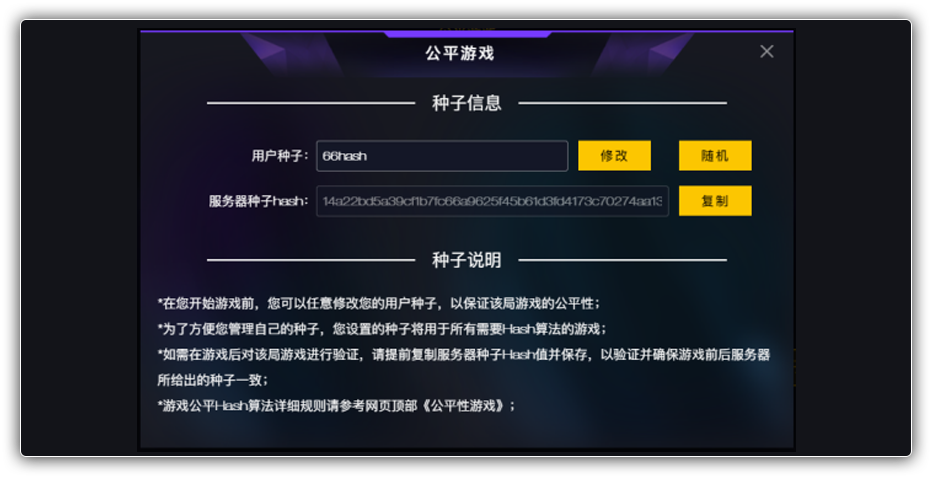 公平游戏
种子信息
用户种子: 66hash 修改 随机
服务器种子hash: 14a22bd5a39cf1b7fc66a9625f45b61d3fd4173c70274aa13 复制
种子说明
*在您开始游戏前，您可以任意修改您的用户种子，以保证该局游戏的公平性；
*为了方便您管理自己的种子，您设置的种子将用于所有需要Hash算法的游戏；
*如需在游戏后对该局游戏进行验证，请提前复制服务器种子Hash值并保存，以验证并确保游戏前后服务器
所给出的种子一致；
*游戏公平Hash算法详细规则请参考网页顶部《公平性游戏》；